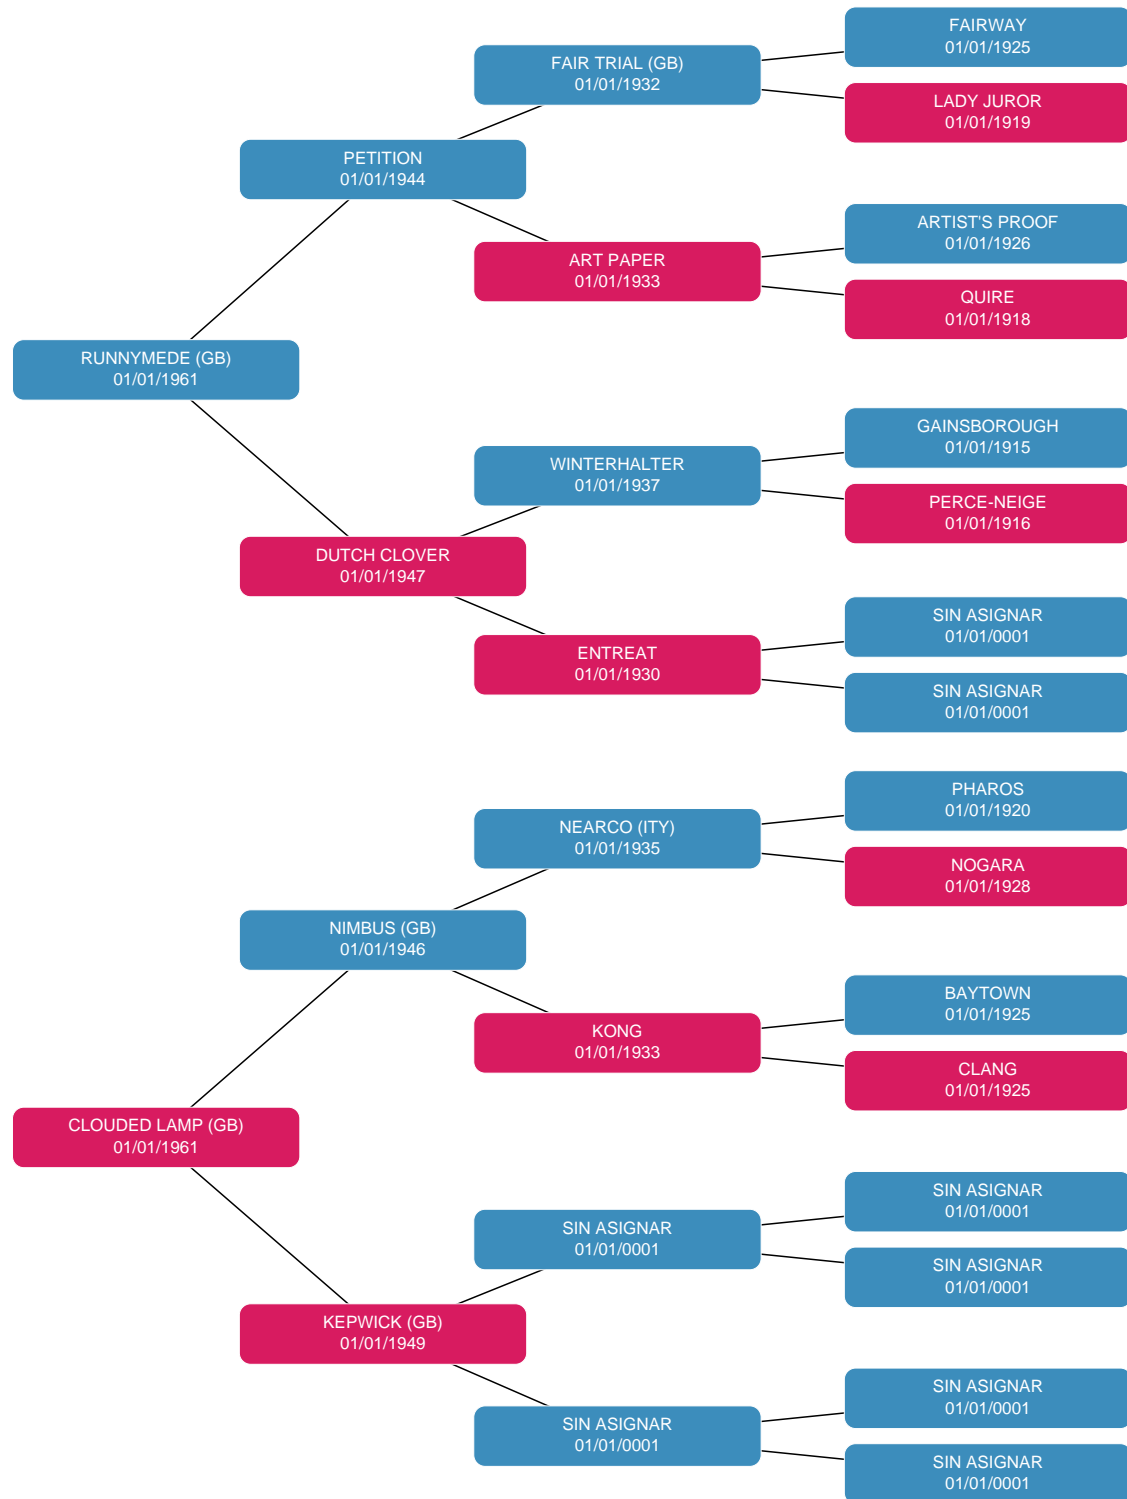 FAIRWAY
01/01/1925
FAIR TRIAL (GB)
01/01/1932
LADY JUROR
01/01/1919
PETITION
01/01/1944
ARTIST'S PROOF
01/01/1926
ART PAPER
01/01/1933
QUIRE
01/01/1918
RUNNYMEDE (GB)
01/01/1961
GAINSBOROUGH
01/01/1915
WINTERHALTER
01/01/1937
PERCE-NEIGE
01/01/1916
DUTCH CLOVER
01/01/1947
SIN ASIGNAR
01/01/0001
ENTREAT
01/01/1930
SIN ASIGNAR
01/01/0001
PHAROS
01/01/1920
NEARCO (ITY)
01/01/1935
NOGARA
01/01/1928
NIMBUS (GB)
01/01/1946
BAYTOWN
01/01/1925
KONG
01/01/1933
CLANG
01/01/1925
CLOUDED LAMP (GB)
01/01/1961
SIN ASIGNAR
01/01/0001
SIN ASIGNAR
01/01/0001
SIN ASIGNAR
01/01/0001
KEPWICK (GB)
01/01/1949
SIN ASIGNAR
01/01/0001
SIN ASIGNAR
01/01/0001
SIN ASIGNAR
01/01/0001